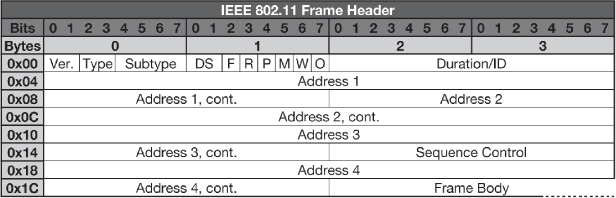 IEEE 802.11 Frame Header
Bits 0 1 2 3 4 5 6 7 0 1 2 3 4 5 6 7 0 1 2 3 4 5 6 7 0 1 2 3 4 5 6 7
Bytes 0 1 2 3
0x00 Ver. Type Subtype DS F R P M W O Duration/ID
0x04 Address 1
0x08 Address 1, cont. Address 2
0x0C Address 2, cont.
0x10 Address 3
0x14 Address 3, cont. Sequence Control
0x18 Address 4
0x1C Address 4, cont. Frame Body